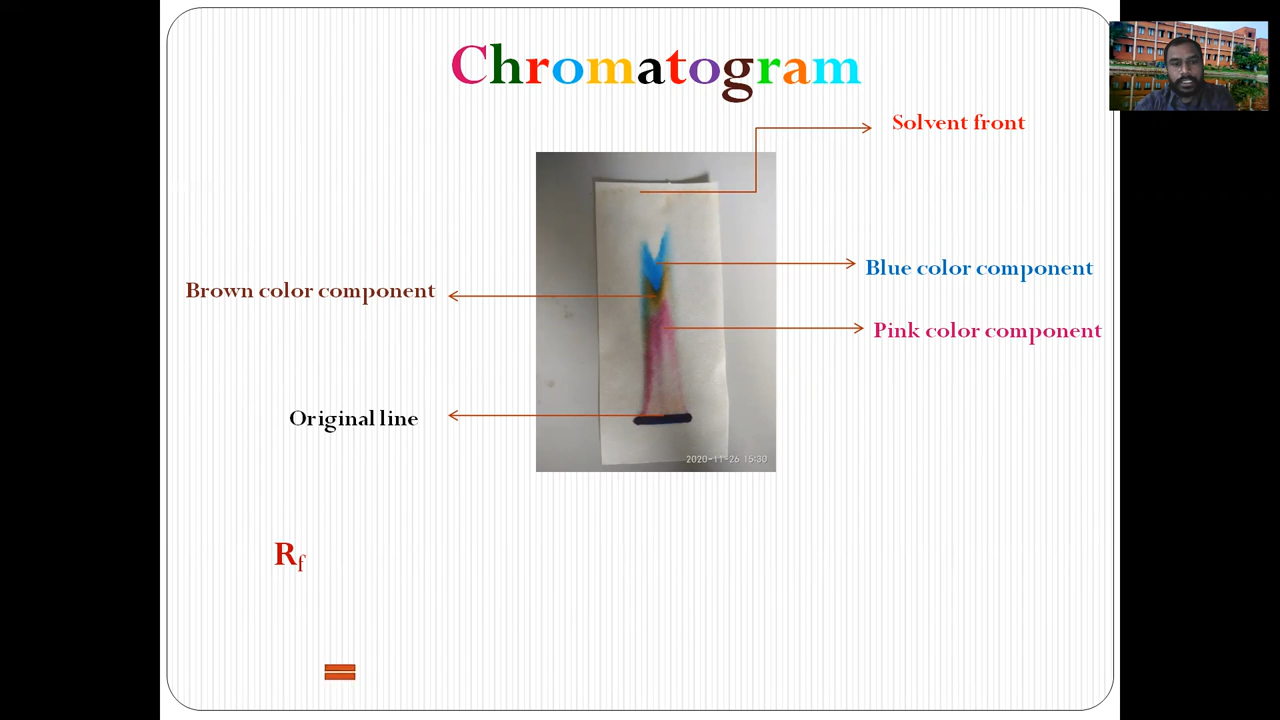 Chromatogram
Solvent front
Blue color component
Brown color component
Pink color component
Original line
2020-11-26 15:30
Rf
=